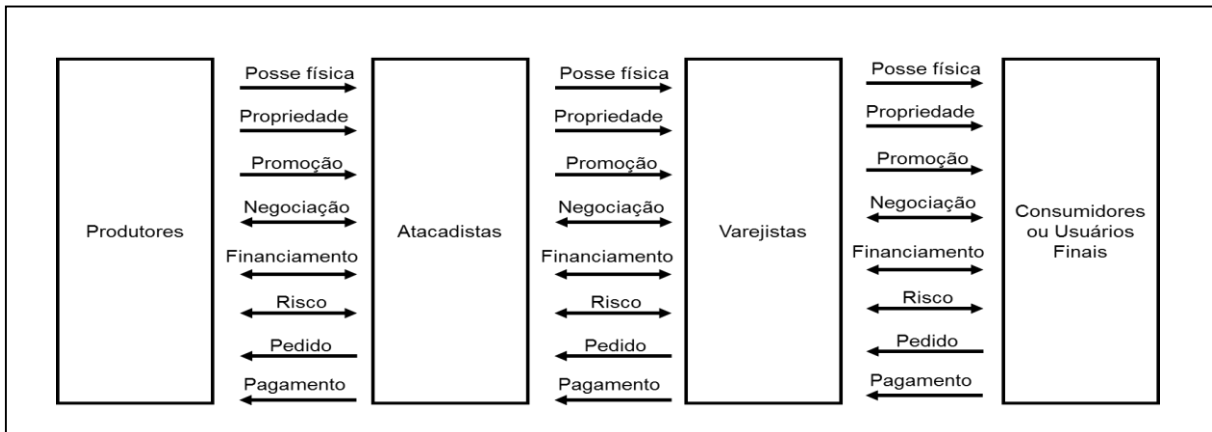 Produtores
Posse física
Propriedade
Promoção
Negociação
Financiamento
Risco
Pedido
Pagamento
Atacadistas
Posse física
Propriedade
Promoção
Negociação
Financiamento
Risco
Pedido
Pagamento
Varejistas
Posse física
Propriedade
Promoção
Negociação
Financiamento
Risco
Pedido
Pagamento
Consumidores
ou Usuários
Finais